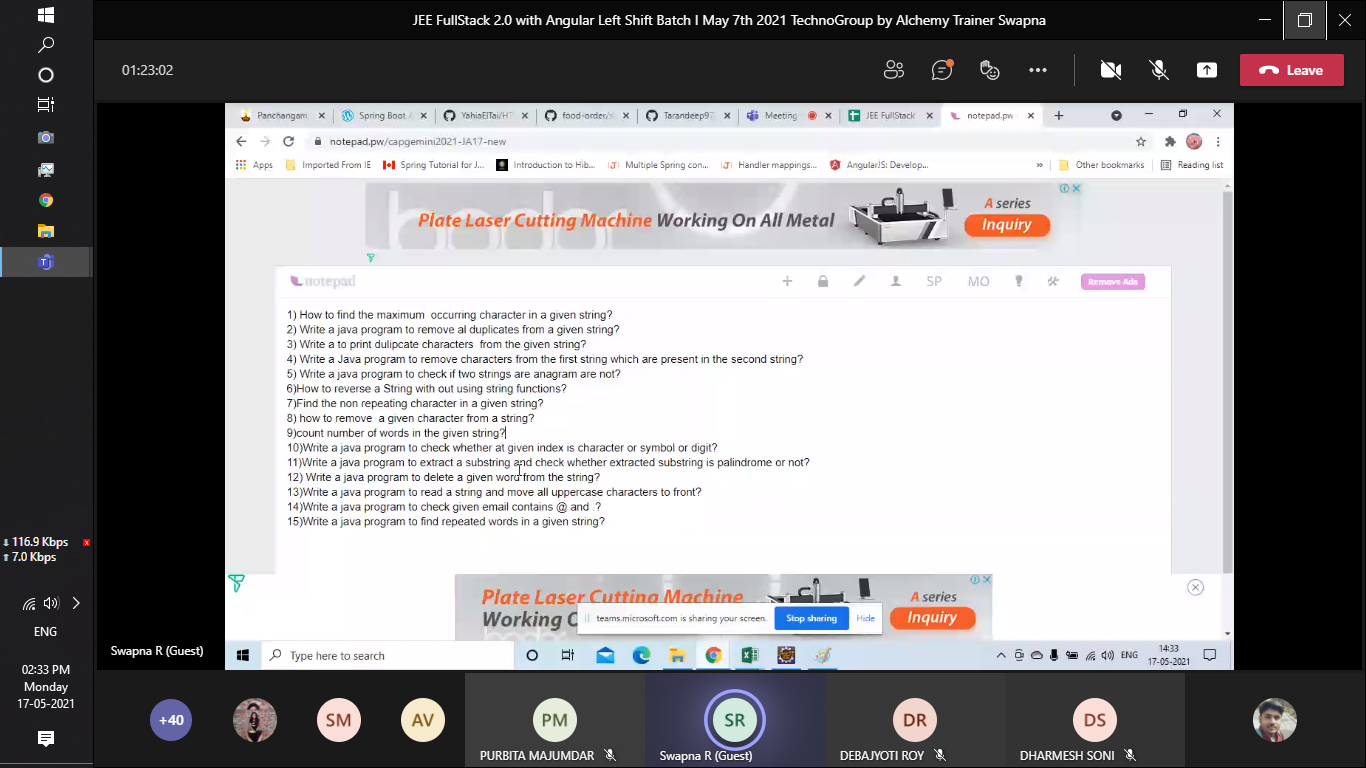 JEE FullStack 2.0 with Angular Left Shift Batch I May 7th 2021 TechnoGroup by Alchemy Trainer Swapna
01:23:02
Leave
Panchangam
Spring Boot A
YahiaElTai/HT
food-order/s
Tarandeep97
Meeting
JEE FullStack
notepad.pw
notepad.pw/capgemini2021-JA17-new
Apps
Imported From IE
Spring Tutorial for J...
Introduction to Hib...
Multiple Spring con...
Handler mappings...
AngularJS: Develop...
»
Other bookmarks
Reading list
Plate Laser Cutting Machine Working On All Metal
A series
Inquiry
notepad
SP
MO
Remove Ads
1) How to find the maximum occurring character in a given string?
2) Write a java program to remove al duplicates from a given string?
3) Write a to print dulipcate characters from the given string?
4) Write a Java program to remove characters from the first string which are present in the second string?
5) Write a java program to check if two strings are anagram are not?
6)How to reverse a String with out using string functions?
7)Find the non repeating character in a given string?
8) how to remove a given character from a string?
9)count number of words in the given string?
10)Write a java program to check whether at given index is character or symbol or digit?
11)Write a java program to extract a substring and check whether extracted substring is palindrome or not?
12) Write a java program to delete a given word from the string?
13)Write a java program to read a string and move all uppercase characters to front?
14)Write a java program to check given email contains @ and .?
15)Write a java program to find repeated words in a given string?
Plate Laser Cutting Machine
Working O
A series
Inquiry
teams.microsoft.com is sharing your screen.
Stop sharing
Hide
Type here to search
ENG
14:33
17-05-2021
Swapna R (Guest)
116.9 Kbps
7.0 Kbps
ENG
02:33 PM
Monday
17-05-2021
+40
SM
AV
PM
PURBITA MAJUMDAR
SR
Swapna R (Guest)
DR
DEBAJYOTI ROY
DS
DHARMESH SONI